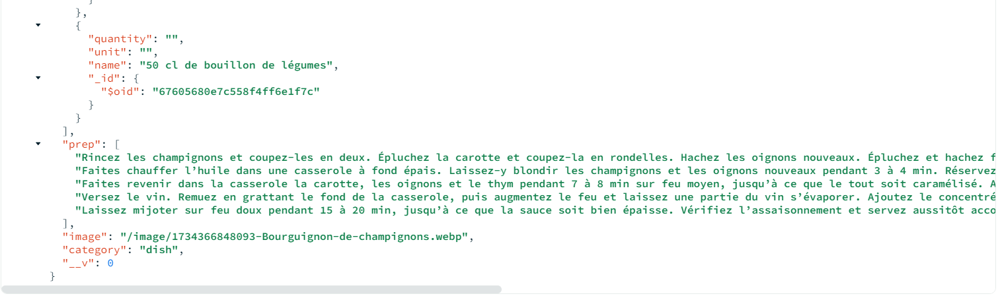 },
{
"quantity": "",
"unit": "",
"name": "50 cl de bouillon de légumes",
"_id": {
"$oid": "67605680e7c558f4ff6e1f7c"
}
}
],
"prep": [
"Rincez les champignons et coupez-les en deux. Épluchez la carotte et coupez-la en rondelles. Hachez les oignons nouveaux. Épluchez et hachez f
"Faites chauffer l’huile dans une casserole à fond épais. Laissez-y blondir les champignons et les oignons nouveaux pendant 3 à 4 min. Réservez
"Faites revenir dans la casserole la carotte, les oignons et le thym pendant 7 à 8 min sur feu moyen, jusqu’à ce que le tout soit caramélisé. A
"Versez le vin. Remuez en grattant le fond de la casserole, puis augmentez le feu et laissez une partie du vin s’évaporer. Ajoutez le concentré
"Laissez mijoter sur feu doux pendant 15 à 20 min, jusqu’à ce que la sauce soit bien épaisse. Vérifiez l’assaisonnement et servez aussitôt acco
],
"image": "/image/1734366848093-Bourguignon-de-champignons.webp",
"category": "dish",
"__v": 0
}